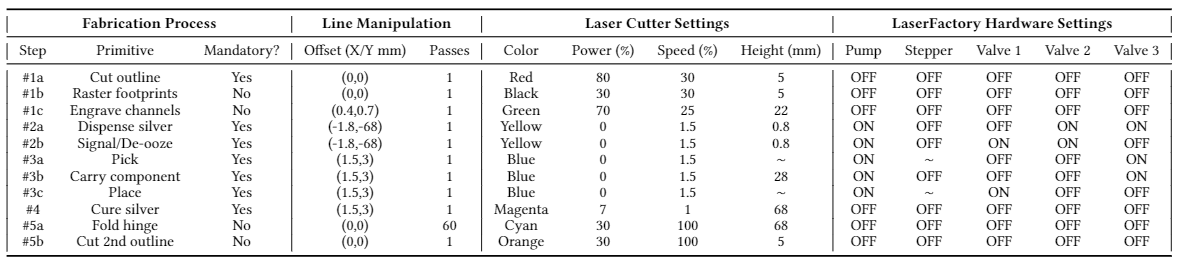 Fabrication Process Line Manipulation Laser Cutter Settings LaserFactory Hardware Settings
Step Primitive Mandatory? Offset (X/Y mm) Passes Color Power (%) Speed (%) Height (mm) Pump Stepper Valve 1 Valve 2 Valve 3
#1a Cut outline Yes (0,0) 1 Red 80 30 5 OFF OFF OFF OFF OFF
#1b Raster footprints No (0,0) 1 Black 30 30 5 OFF OFF OFF OFF OFF
#1c Engrave channels No (0.4,0.7) 1 Green 70 25 22 OFF OFF OFF OFF OFF
#2a Dispense silver Yes (-1.8,-68) 1 Yellow 0 1.5 0.8 ON OFF OFF ON ON
#2b Signal/De-ooze Yes (-1.8,-68) 1 Yellow 0 1.5 0.8 ON OFF ON ON OFF
#3a Pick Yes (1.5,3) 1 Blue 0 1.5 ~ ON ~ OFF OFF ON
#3b Carry component Yes (1.5,3) 1 Blue 0 1.5 28 ON OFF OFF OFF ON
#3c Place Yes (1.5,3) 1 Blue 0 1.5 ~ ON ~ ON OFF OFF
#4 Cure silver Yes (1.5,3) 1 Magenta 7 1 68 OFF OFF OFF OFF OFF
#5a Fold hinge No (0,0) 60 Cyan 30 100 68 OFF OFF OFF OFF OFF
#5b Cut 2nd outline No (0,0) 1 Orange 30 100 5 OFF OFF OFF OFF OFF